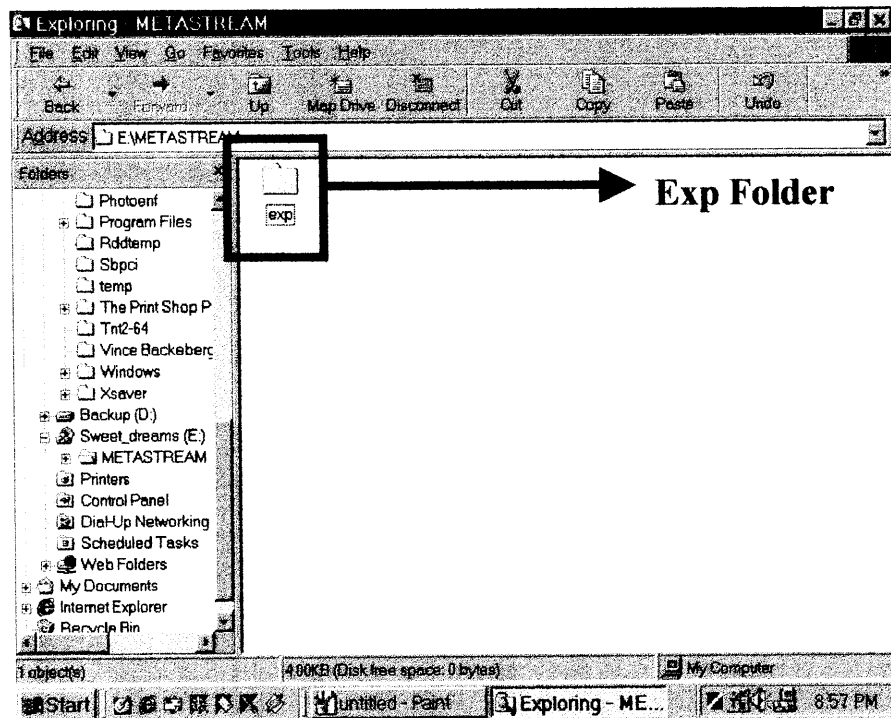 Exploring - METASTREAM
File Edit View Go Favorites Tools Help
Back Forward Up Map Drive Disconnect Cut Copy Paste Undo
Address E:\METASTREAM
Folders
exp
Exp Folder
Photoenf
Program Files
Rddtemp
Sbpci
temp
The Print Shop P
Tnt2-64
Vince Backeberg
Windows
Xsaver
Backup (D:)
Sweet_dreams (E:)
METASTREAM
Printers
Control Panel
Dial-Up Networking
Scheduled Tasks
Web Folders
My Documents
Internet Explorer
Recycle Bin
1 object(s) 4.00KB (Disk free space: 0 bytes) My Computer
Start untitled - Paint Exploring - ME... 8:57 PM